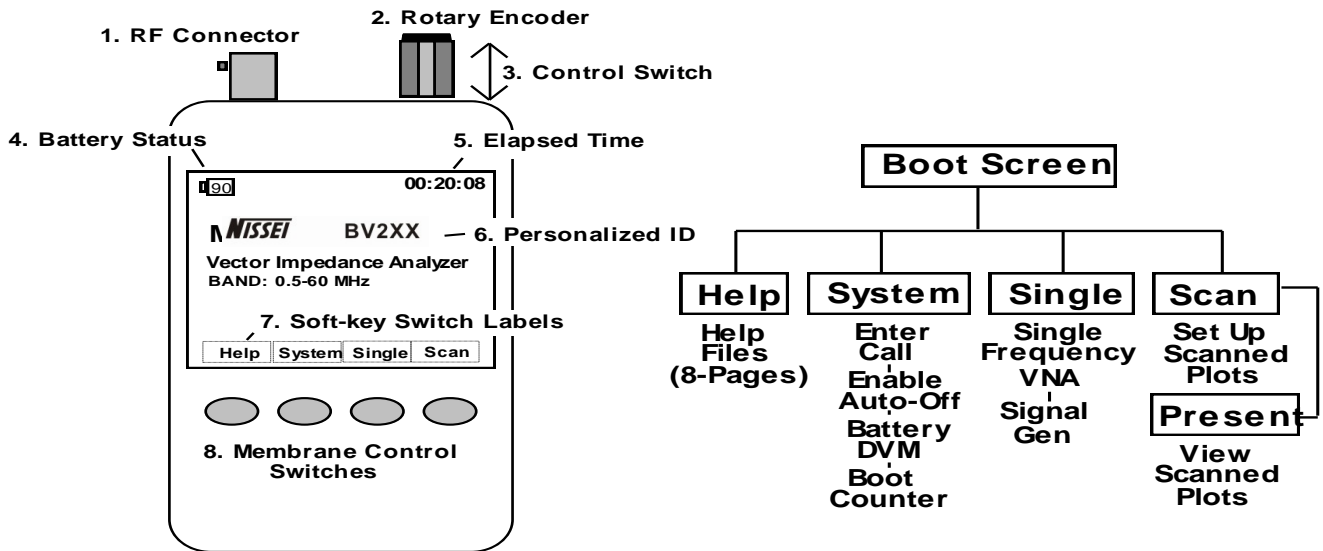 2. Rotary Encoder
1. RF Connector
3. Control Switch
4. Battery Status
5. Elapsed Time
90
00:20:08
NISSEI BV2XX
6. Personalized ID
Vector Impedance Analyzer
BAND: 0.5-60 MHz
7. Soft-key Switch Labels
Help System Single Scan
8. Membrane Control
Switches
Boot Screen
Help
Help
Files
(8-Pages)
System
Enter
Call
Enable
Auto-Off
Battery
DVM
Boot
Counter
Single
Single
Frequency
VNA
Signal
Gen
Scan
Set Up
Scanned
Plots
Present
View
Scanned
Plots